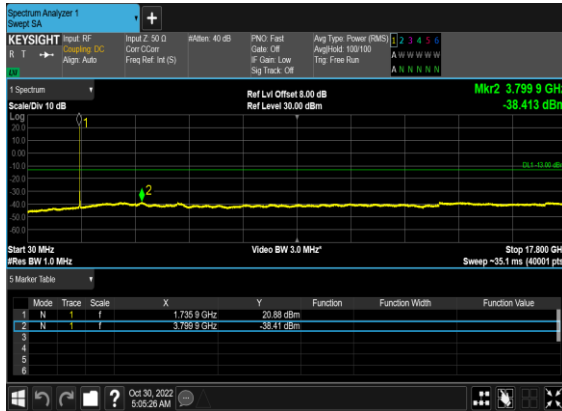 Spectrum Analyzer 1
Swept SA
+
KEYSIGHT Input: RF Input Z: 50 Ω #Atten: 40 dB PNO: Fast Avg Type: Power (RMS) 1 2 3 4 5 6
R T Coupling: DC Corr CCorr Gate: Off Avg|Hold: 100/100 A W W W W W
Align: Auto Freq Ref: Int (S) IF Gain: Low Trig: Free Run
LXI Sig Track: Off A N N N N N
1 Spectrum Ref Lvl Offset 8.00 dB Mkr2 3.799 9 GHz
Scale/Div 10 dB Ref Level 30.00 dBm -38.413 dBm
Log
20.0
10.0
0.00
-10.0
-20.0
-30.0
-40.0
-50.0
-60.0
1
DL1 -13.00 dBm
2
Start 30 MHz Video BW 3.0 MHz* Stop 17.800 GHz
#Res BW 1.0 MHz Sweep ~35.1 ms (40001 pts)
5 Marker Table
Mode Trace Scale X Y Function Function Width Function Value
1 N 1 f 1.735 9 GHz 20.88 dBm
2 N 1 f 3.799 9 GHz -38.41 dBm
3
4
5
6
? Oct 30, 2022
5:05:26 AM